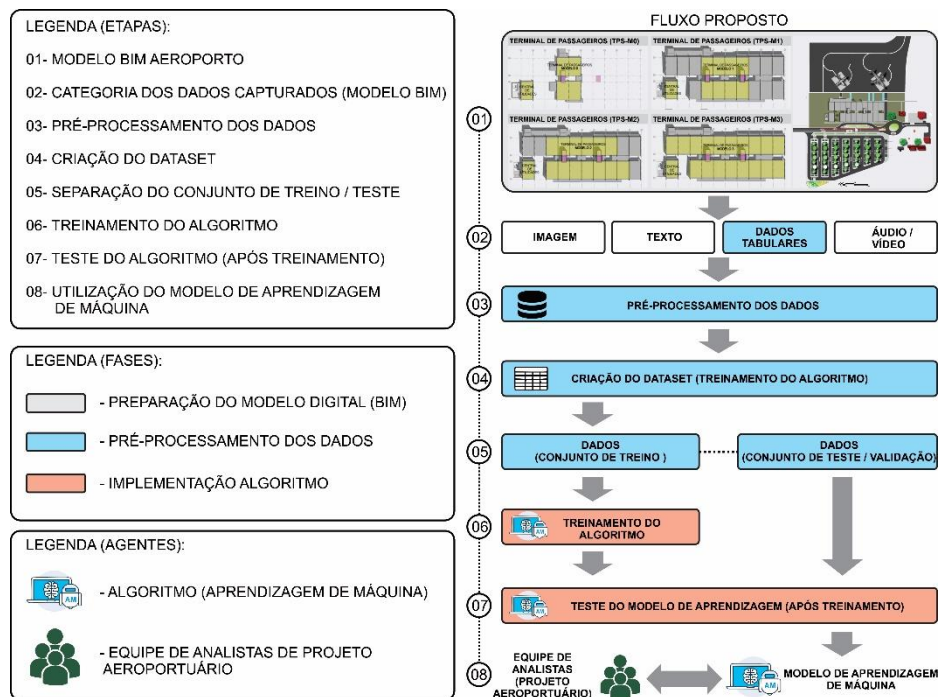 LEGENDA (ETAPAS):
01- MODELO BIM AEROPORTO
02- CATEGORIA DOS DADOS CAPTURADOS (MODELO BIM)
03- PRÉ-PROCESSAMENTO DOS DADOS
04- CRIAÇÃO DO DATASET
05- SEPARAÇÃO DO CONJUNTO DE TREINO / TESTE
06- TREINAMENTO DO ALGORITMO
07- TESTE DO ALGORITMO (APÓS TREINAMENTO)
08- UTILIZAÇÃO DO MODELO DE APRENDIZAGEM
DE MÁQUINA
LEGENDA (FASES):
- PREPARAÇÃO DO MODELO DIGITAL (BIM)
- PRÉ-PROCESSAMENTO DOS DADOS
- IMPLEMENTAÇÃO ALGORITMO
LEGENDA (AGENTES):
AM
- ALGORITMO (APRENDIZAGEM DE MÁQUINA)
- EQUIPE DE ANALISTAS DE PROJETO
AEROPORTUÁRIO
FLUXO PROPOSTO
01
TERMINAL DE PASSAGEIROS (TPS-M0)
TERMINAL DE PASSAGEIROS (TPS-M1)
TERMINAL DE PASSAGEIROS (TPS-M2)
TERMINAL DE PASSAGEIROS (TPS-M3)
02
IMAGEM
TEXTO
DADOS
TABULARES
ÁUDIO /
VÍDEO
03
PRÉ-PROCESSAMENTO DOS DADOS
04
CRIAÇÃO DO DATASET (TREINAMENTO DO ALGORITMO)
05
DADOS
(CONJUNTO DE TREINO )
DADOS
(CONJUNTO DE TESTE / VALIDAÇÃO)
06
AM
TREINAMENTO DO
ALGORITMO
07
AM
TESTE DO MODELO DE APRENDIZAGEM (APÓS TREINAMENTO)
08
EQUIPE DE
ANALISTAS
(PROJETO
AEROPORTUÁRIO)
AM
MODELO DE APRENDIZAGEM
DE MÁQUINA